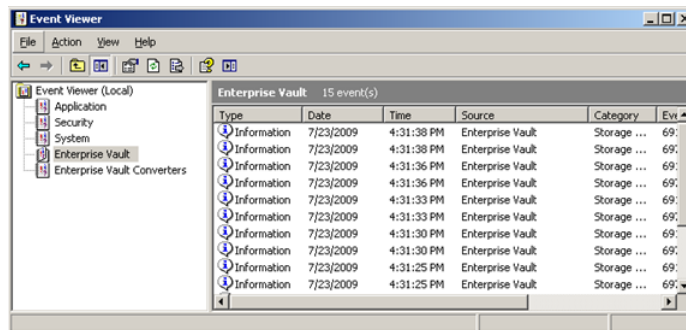 Event Viewer
File Action View Help
Event Viewer (Local)
Application
Security
System
Enterprise Vault
Enterprise Vault Converters
Enterprise Vault 15 event(s)
Type Date Time Source Category
Information 7/23/2009 4:31:38 PM Enterprise Vault Storage ...
Information 7/23/2009 4:31:38 PM Enterprise Vault Storage ...
Information 7/23/2009 4:31:36 PM Enterprise Vault Storage ...
Information 7/23/2009 4:31:36 PM Enterprise Vault Storage ...
Information 7/23/2009 4:31:33 PM Enterprise Vault Storage ...
Information 7/23/2009 4:31:33 PM Enterprise Vault Storage ...
Information 7/23/2009 4:31:30 PM Enterprise Vault Storage ...
Information 7/23/2009 4:31:30 PM Enterprise Vault Storage ...
Information 7/23/2009 4:31:25 PM Enterprise Vault Storage ...
Information 7/23/2009 4:31:25 PM Enterprise Vault Storage ...